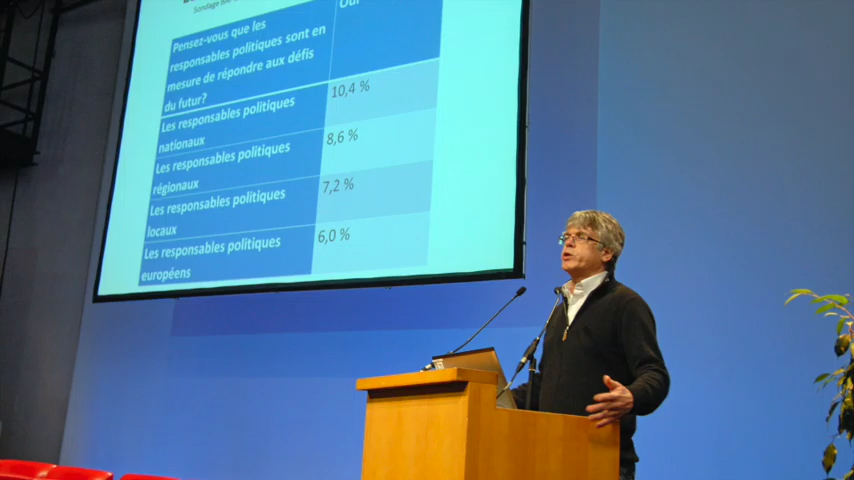 Sondage
Oui
Pensez-vous que les
responsables politiques sont en
mesure de répondre aux défis
du futur?
Les responsables politiques
nationaux
10,4 %
Les responsables politiques
régionaux
8,6 %
Les responsables politiques
locaux
7,2 %
Les responsables politiques
européens
6,0 %